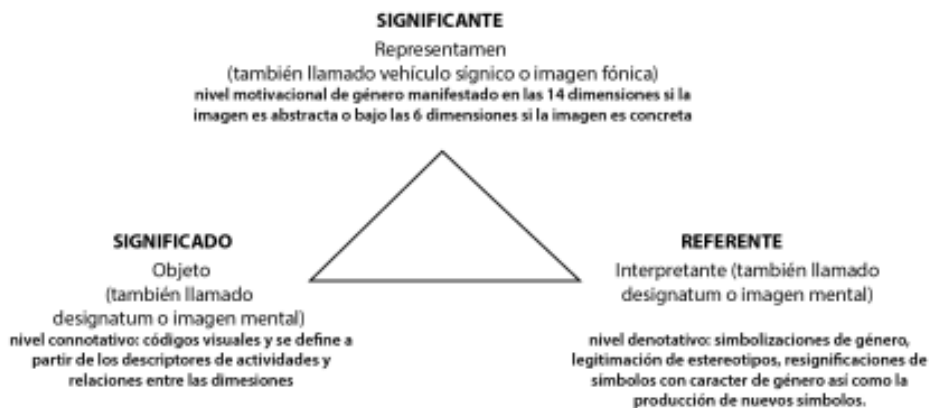 SIGNIFICANTE
Representamen
(también llamado vehículo sígnico o imagen fónica)
nivel motivacional de género manifestado en las 14 dimensiones si la
imagen es abstracta o bajo las 6 dimensiones si la imagen es concreta
SIGNIFICADO
Objeto
(también llamado
designatum o imagen mental)
nivel connotativo: códigos visuales y se define a
partir de los descriptores de actividades y
relaciones entre las dimesiones
REFERENTE
Interpretante (también llamado
designatum o imagen mental)
nivel denotativo: simbolizaciones de género,
legitimación de estereotipos, resignificaciones de
símbolos con caracter de género así como la
producción de nuevos símbolos.